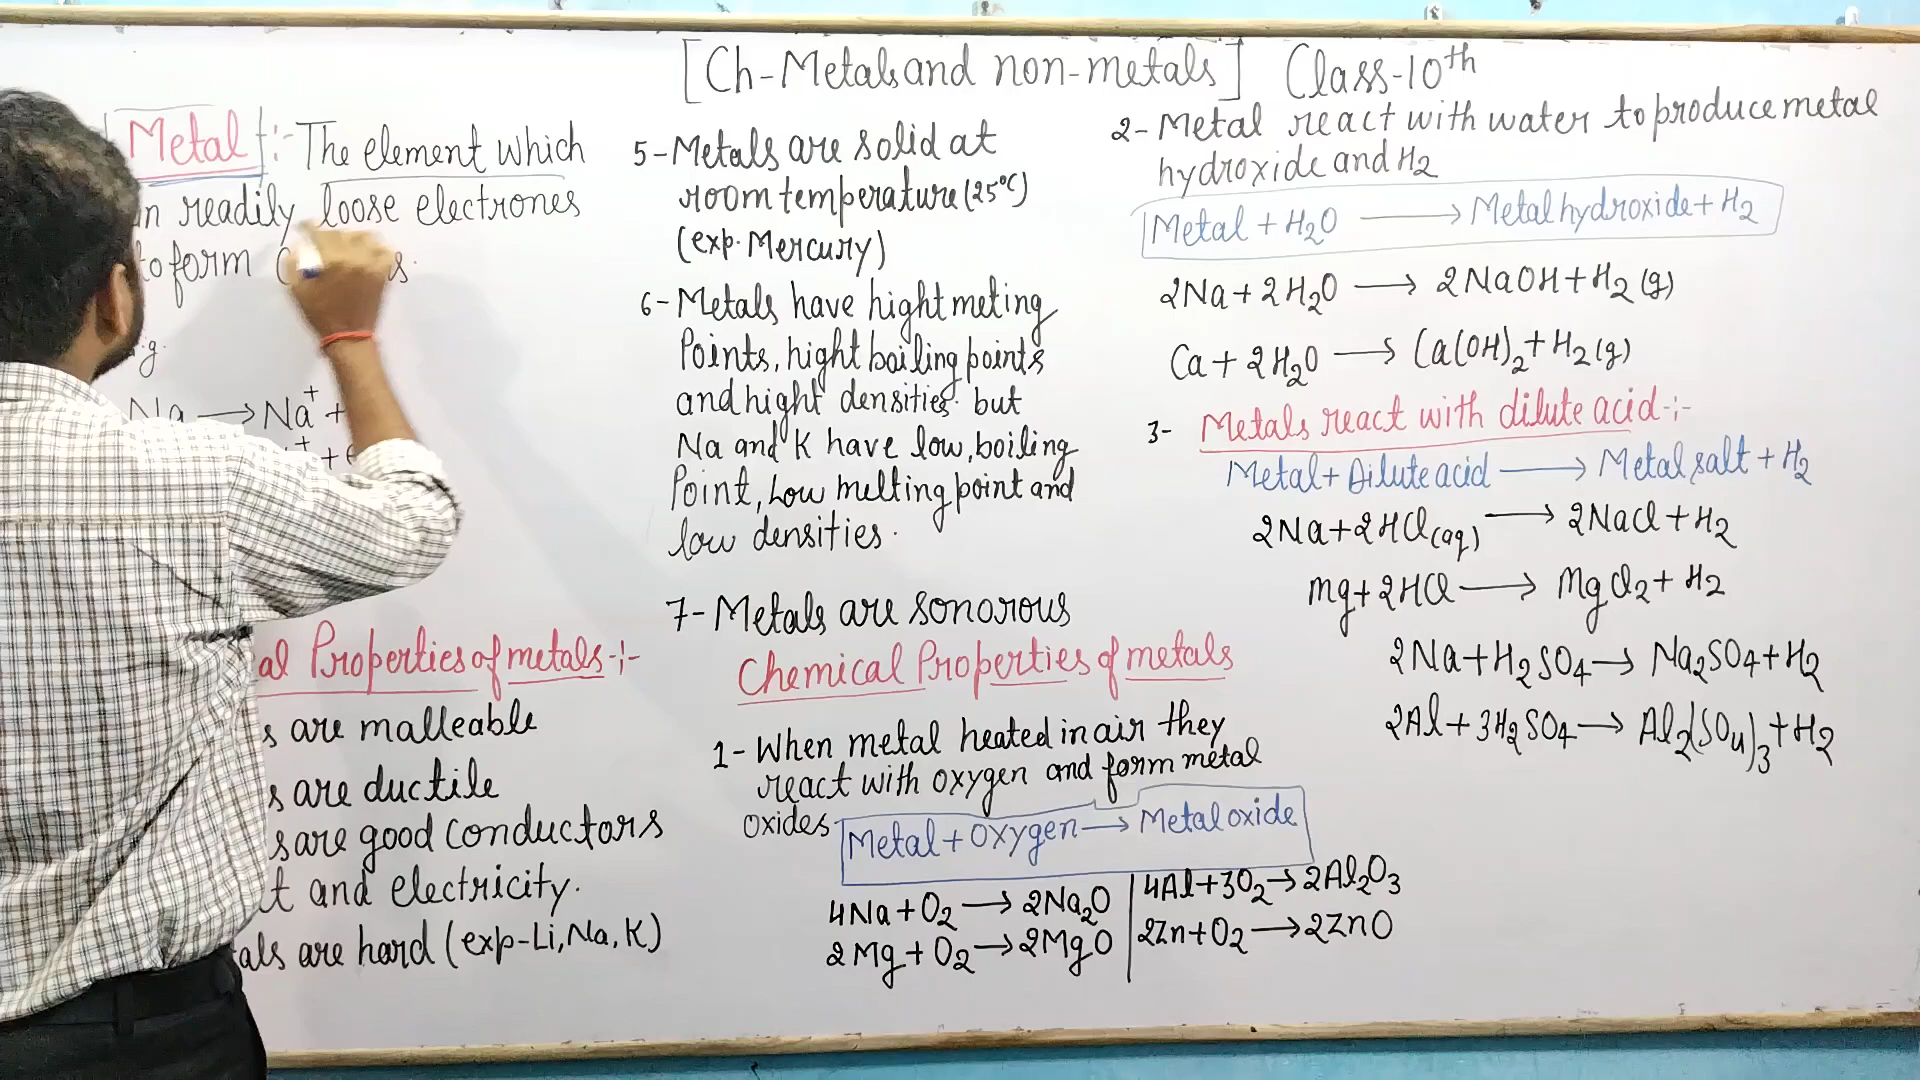 [Ch-Metals and non-metals] Class-10th
Metal :- The element which
readily loose electrones
to form
Na → Na⁺ +
⁺ + e
Properties of metals :-
are malleable
are ductile
are good conductors
and electricity.
are hard (exp-Li, Na, K)
5-Metals are solid at
room temperature (25°C)
(exp. Mercury)
6-Metals have hight meting
Points, hight boiling points
and hight densities. but
Na and K have low, boiling
Point, Low melting point and
low densities.
7-Metals are sonorous
Chemical Properties of metals
1-When metal heated in air they
react with oxygen and form metal
oxides
Metal + Oxygen → Metal oxide
4Na + O₂ → 2Na₂O
2Mg + O₂ → 2MgO
4Al + 3O₂ → 2Al₂O₃
2Zn + O₂ → 2ZnO
2-Metal react with water to produce metal
hydroxide and H₂
Metal + H₂O → Metal hydroxide + H₂
2Na + 2H₂O → 2NaOH + H₂ (g)
Ca + 2H₂O → Ca(OH)₂ + H₂ (g)
3- Metals react with dilute acid :-
Metal + Dilute acid → Metal salt + H₂
2Na + 2HCl (aq) → 2NaCl + H₂
Mg + 2HCl → MgCl₂ + H₂
2Na + H₂SO₄ → Na₂SO₄ + H₂
2Al + 3H₂SO₄ → Al₂(SO₄)₃ + H₂